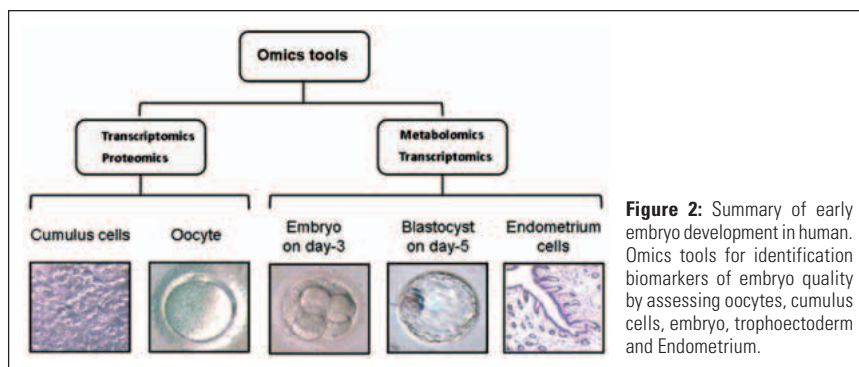 Omics tools
Transcriptomics
Proteomics
Metabolomics
Transcriptomics
Cumulus cells
Oocyte
Embryo
on day-3
Blastocyst
on day-5
Endometrium
cells
Figure 2: Summary of early
embryo development in human.
Omics tools for identification
biomarkers of embryo quality
by assessing oocytes, cumulus
cells, embryo, trophoectoderm
and Endometrium.